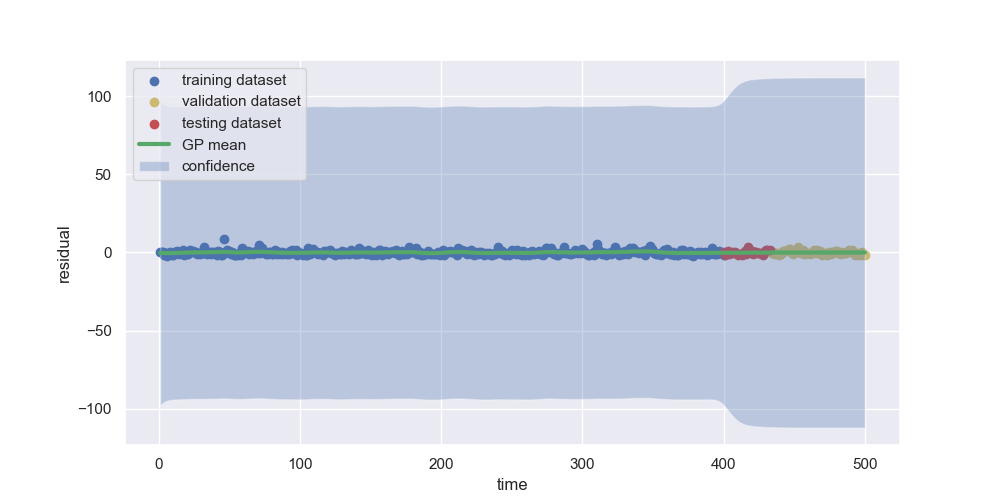 training dataset
validation dataset
testing dataset
GP mean
confidence
100
50
0
−50
−100
residual
0
100
200
300
400
500
time